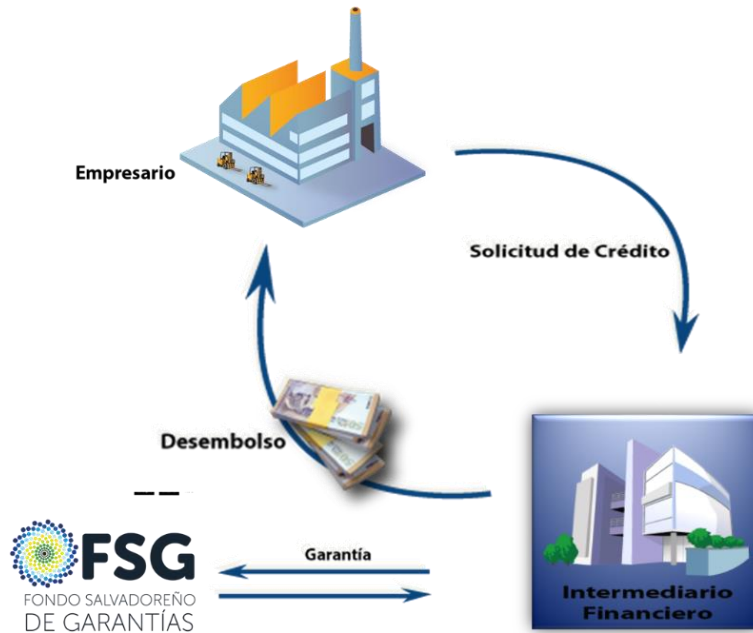 Empresario
Solicitud de Crédito
Desembolso
FSG
FONDO SALVADOREÑO
DE GARANTÍAS
Garantía
Intermediario
Financiero